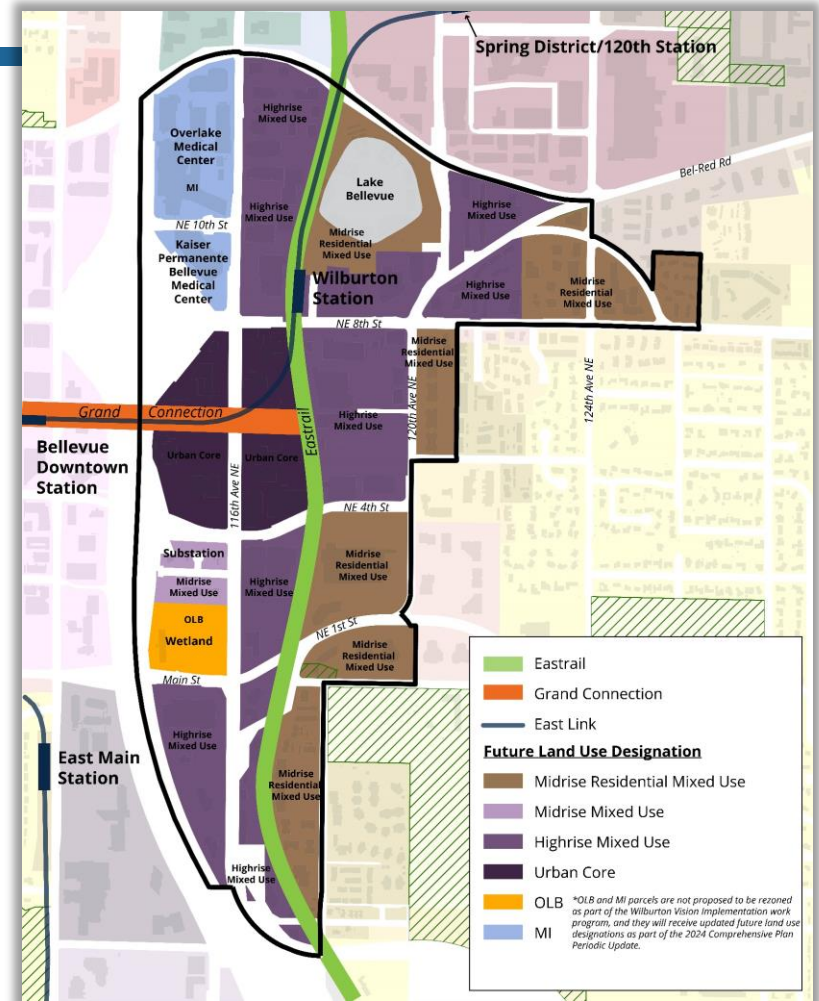 Spring District/120th Station
Highrise
Mixed Use
Overlake
Medical
Center
MI
Lake
Bellevue
Bel-Red Rd
Highrise
Mixed Use
Highrise
Mixed Use
NE 10th St
Midrise
Residential
Mixed Use
Kaiser
Permanente
Bellevue
Medical
Center
Wilburton
Station
Highrise
Mixed Use
Midrise
Residential
Mixed Use
NE 8th St
Midrise
Residential
Mixed Use
120th Ave NE
124th Ave NE
Grand Connection
Eastrail
Highrise
Mixed Use
Bellevue
Downtown
Station
Urban Core
Urban Core
116th Ave NE
NE 4th St
Substation
Midrise
Mixed Use
Highrise
Mixed Use
Midrise
Residential
Mixed Use
OLB
Wetland
NE 1st St
Midrise
Residential
Mixed Use
Main St
Highrise
Mixed Use
East Main
Station
Midrise
Residential
Mixed Use
Highrise
Mixed Use
Eastrail
Grand Connection
East Link
Future Land Use Designation
Midrise Residential Mixed Use
Midrise Mixed Use
Highrise Mixed Use
Urban Core
OLB
MI
*OLB and MI parcels are not proposed to be rezoned
as part of the Wilburton Vision Implementation work
program, and they will receive updated future land use
designations as part of the 2024 Comprehensive Plan
Periodic Update.